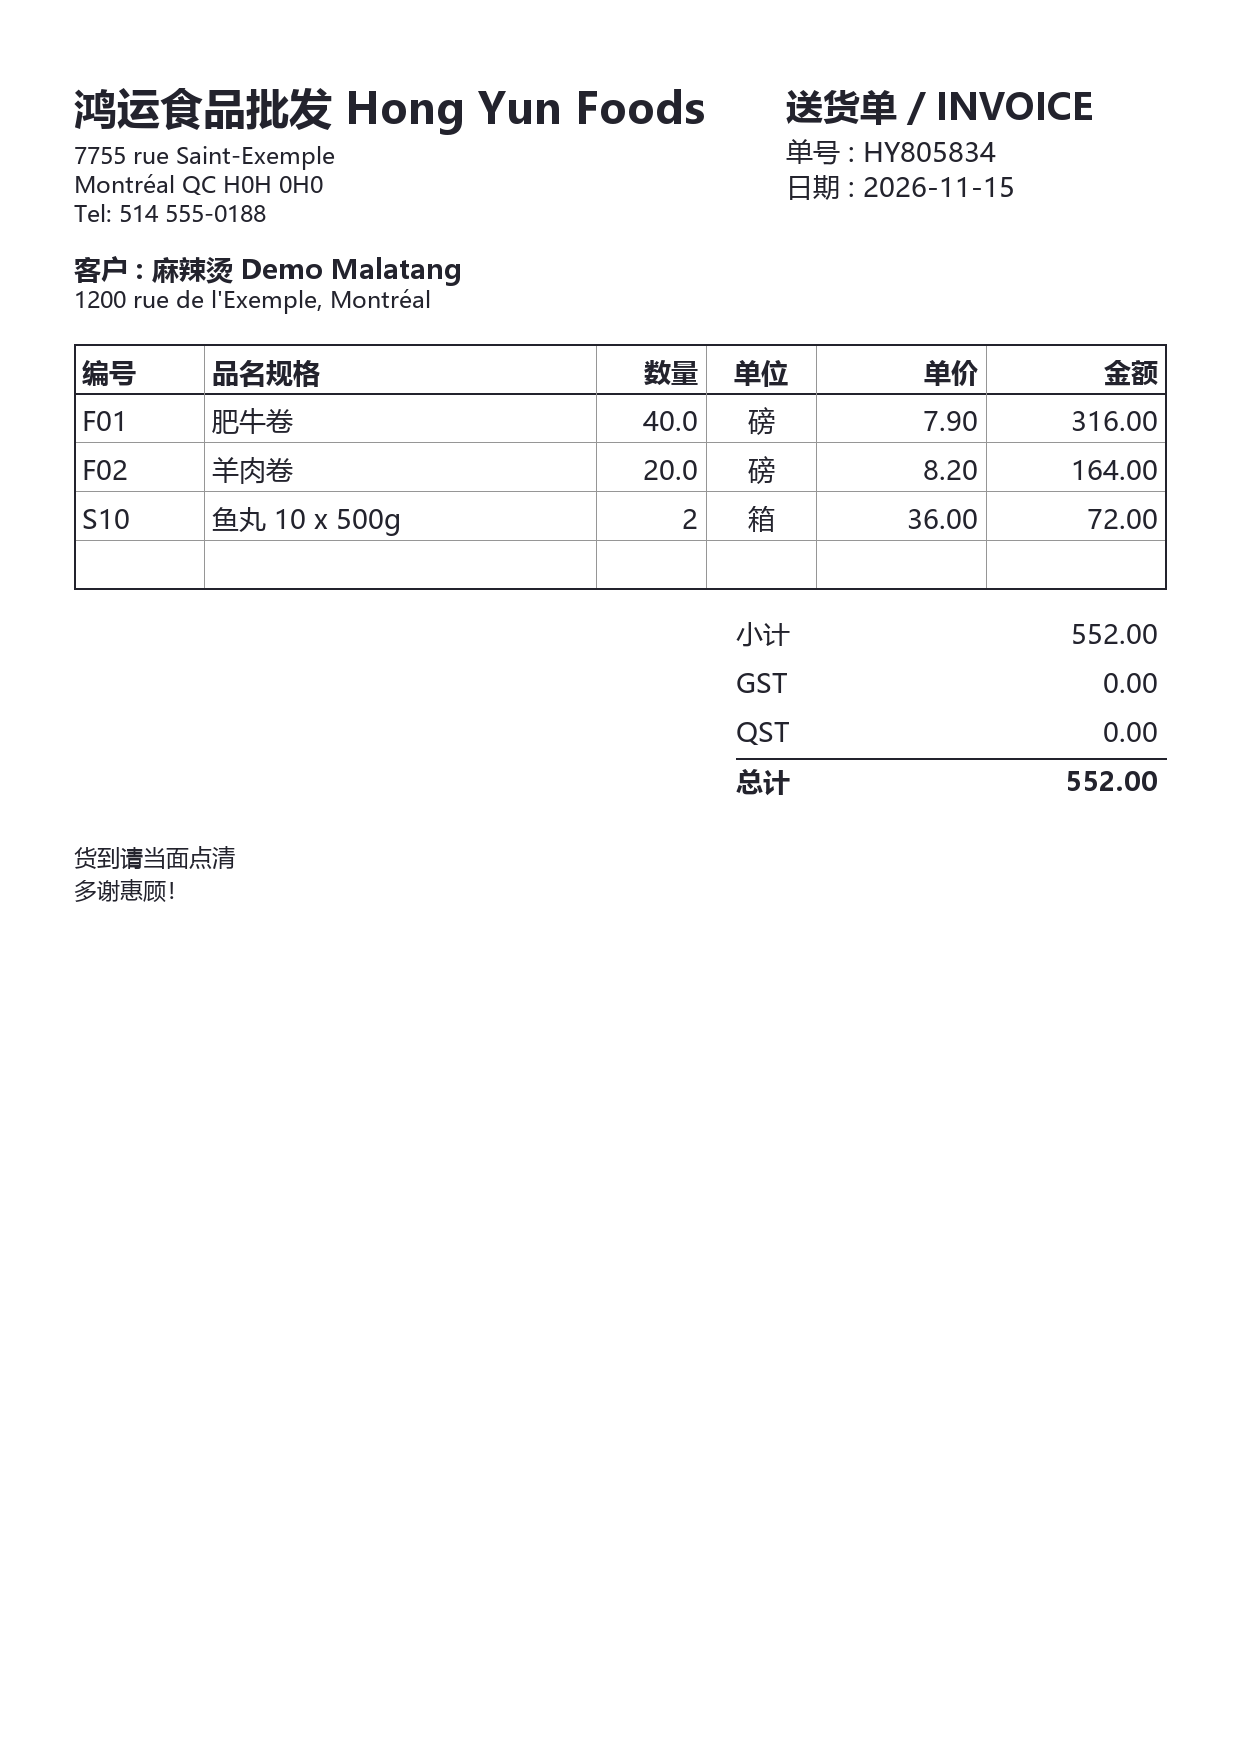 鸿运食品批发 Hong Yun Foods
7755 rue Saint-Exemple
Montréal QC H0H 0H0
Tel: 514 555-0188
送货单 / INVOICE
单号 : HY805834
日期 : 2026-11-15
客户 : 麻辣烫 Demo Malatang
1200 rue de l'Exemple, Montréal
编号 品名规格 数量 单位 单价 金额
F01 肥牛卷 40.0 磅 7.90 316.00
F02 羊肉卷 20.0 磅 8.20 164.00
S10 鱼丸 10 x 500g 2 箱 36.00 72.00
小计 552.00
GST 0.00
QST 0.00
总计 552.00
货到请当面点清
多谢惠顾!